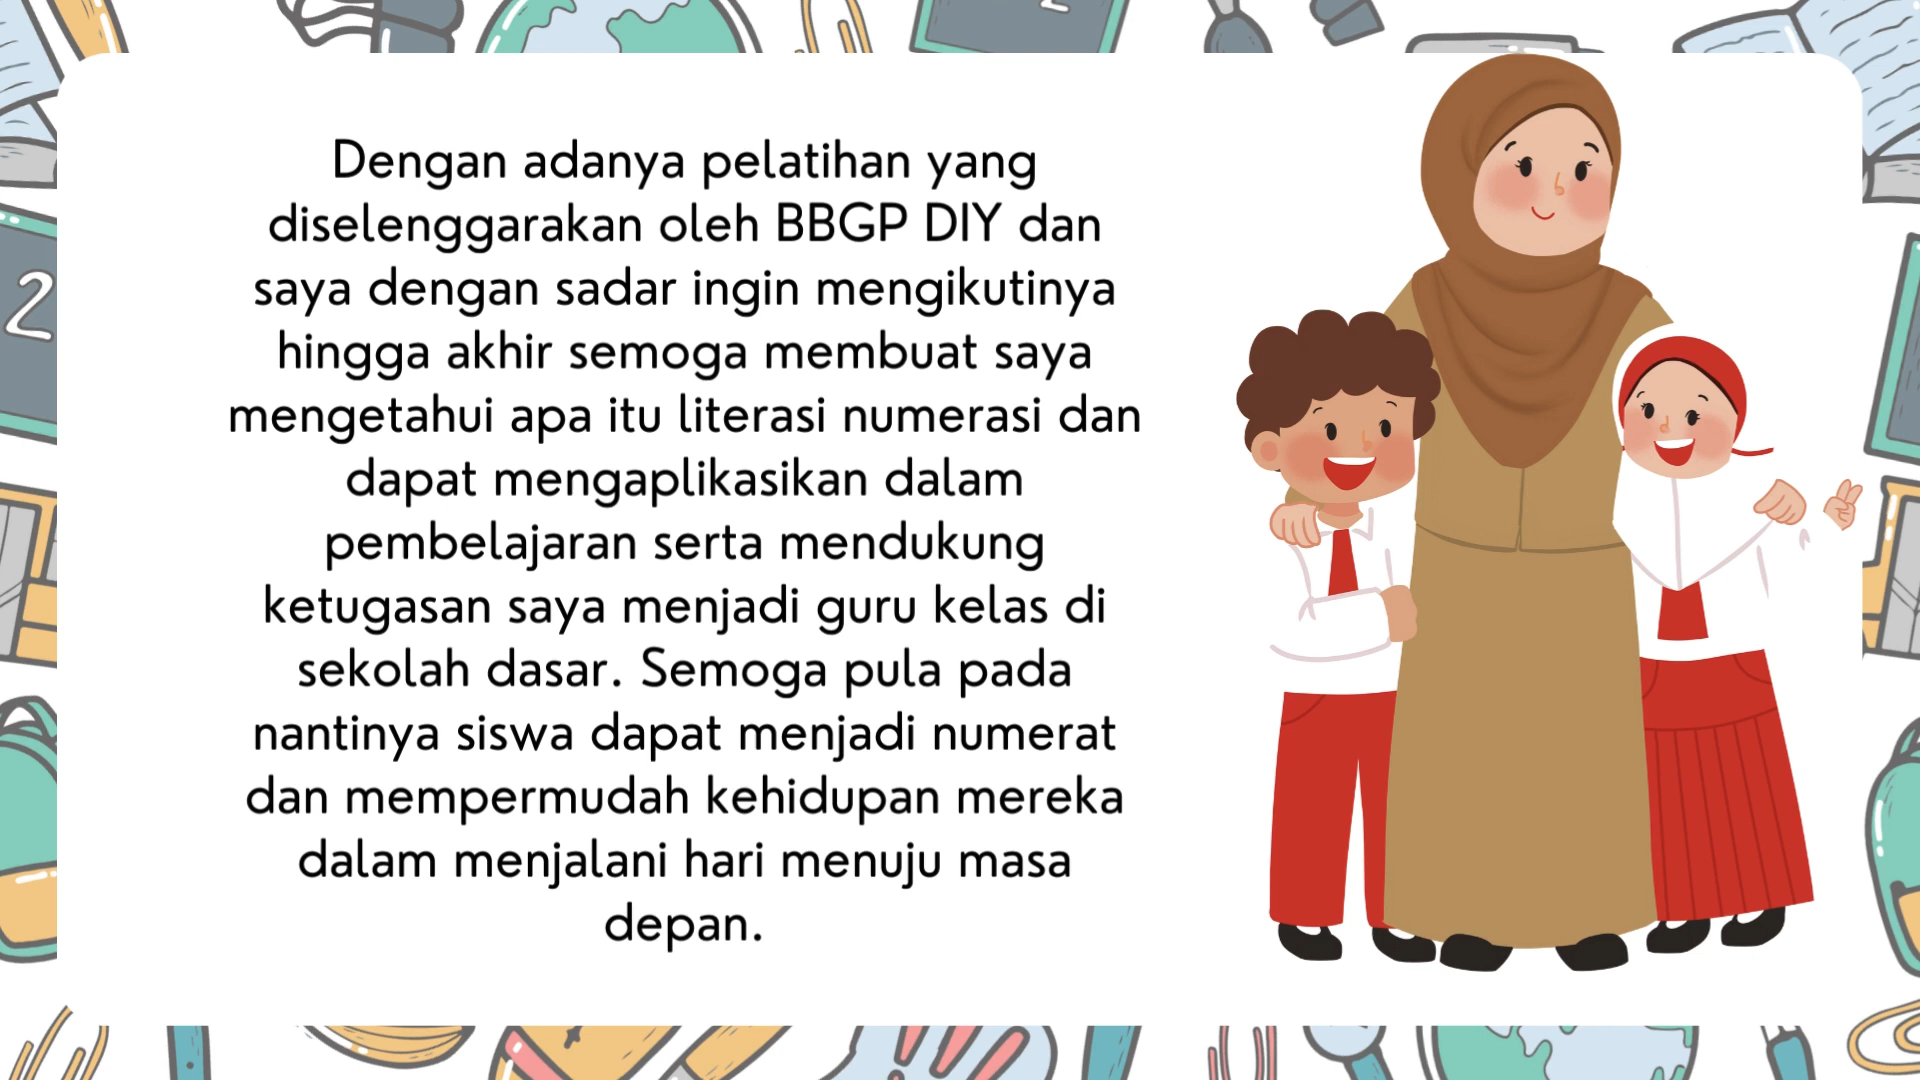 Dengan adanya pelatihan yang
diselenggarakan oleh BBGP DIY dan
saya dengan sadar ingin mengikutinya
hingga akhir semoga membuat saya
mengetahui apa itu literasi numerasi dan
dapat mengaplikasikan dalam
pembelajaran serta mendukung
ketugasan saya menjadi guru kelas di
sekolah dasar. Semoga pula pada
nantinya siswa dapat menjadi numerat
dan mempermudah kehidupan mereka
dalam menjalani hari menuju masa
depan.
2